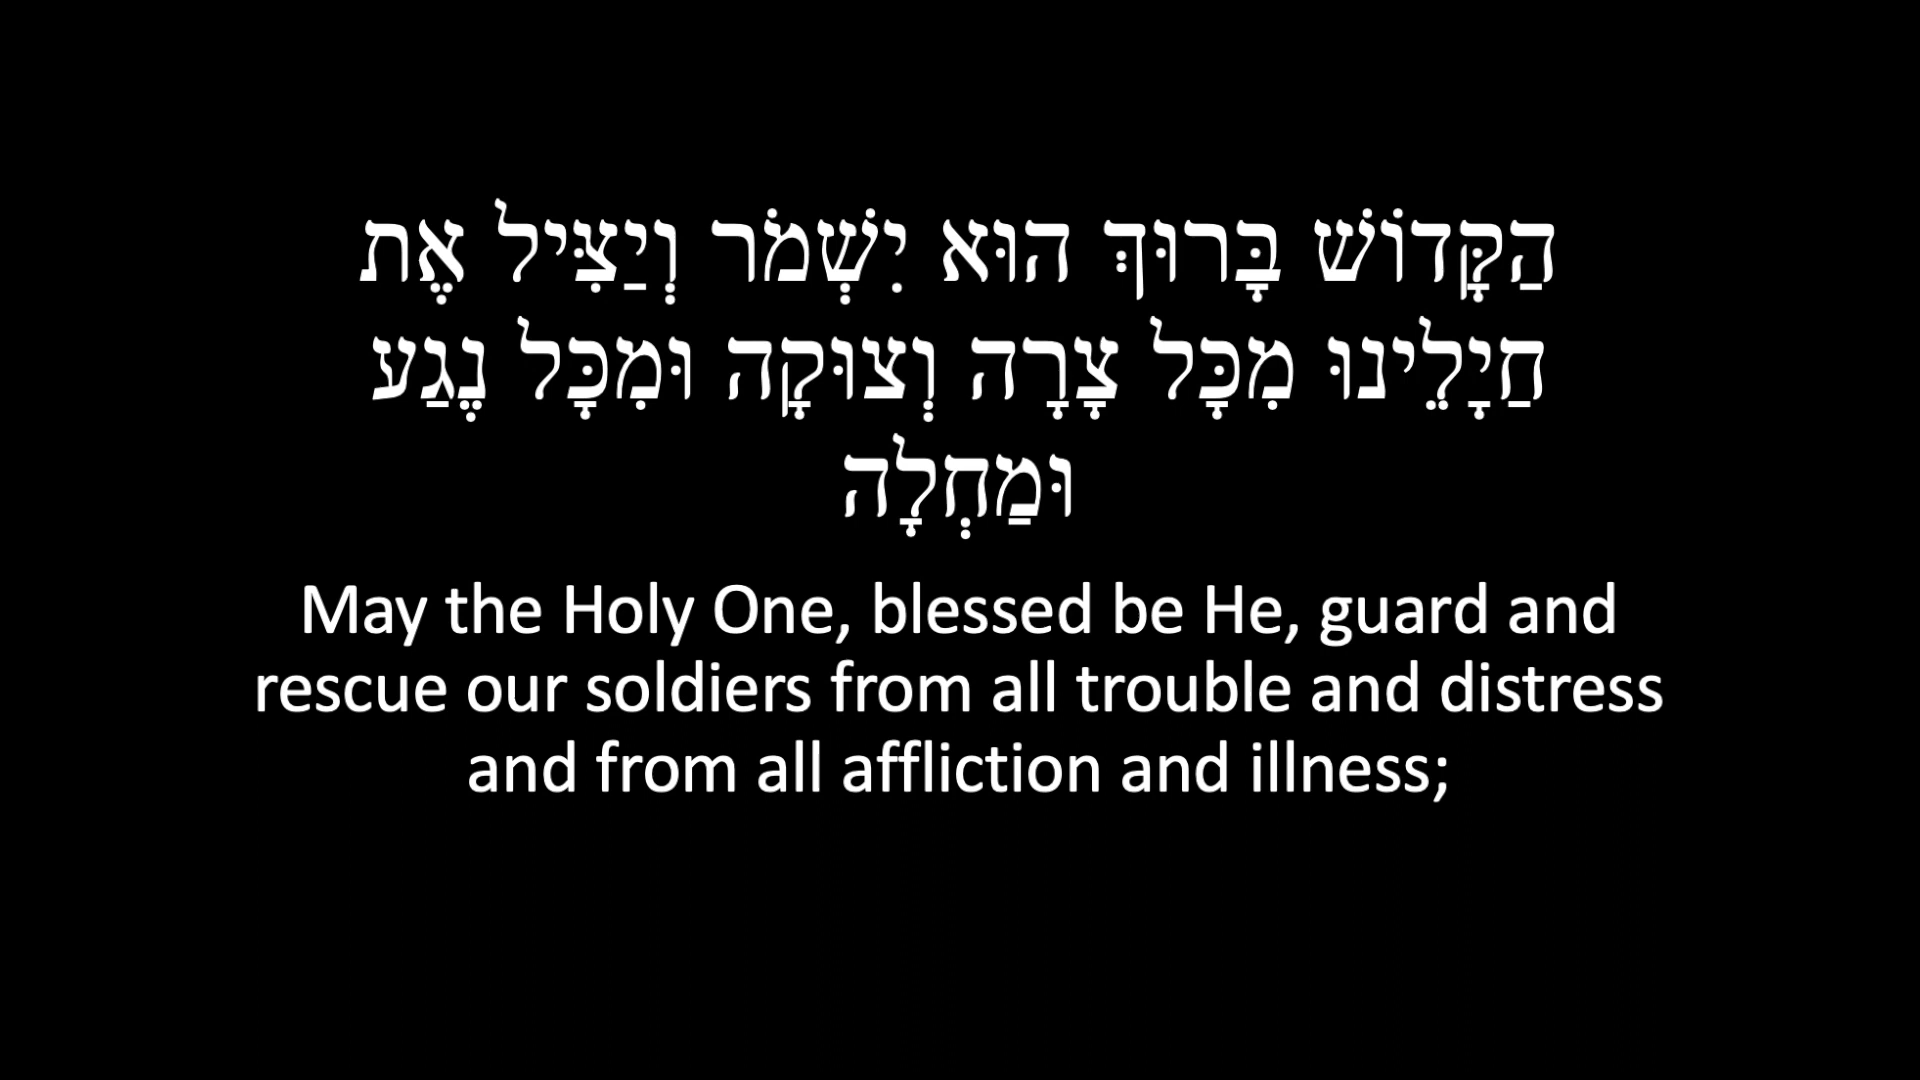 הַקָּדוֹשׁ בָּרוּךְ הוּא יִשְׁמֹר וְיַצִּיל אֶת
חַיָלֵינוּ מִכָּל צָרָה וְצוּקָה וּמִכָּל נֶגַע
וּמַחְלָה
May the Holy One, blessed be He, guard and
rescue our soldiers from all trouble and distress
and from all affliction and illness;